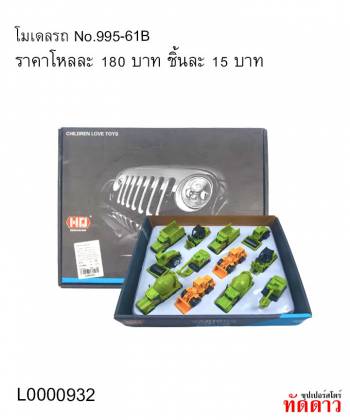 โมเดลรถ No.995-61B
ราคาโหลละ 180 บาท ชิ้นละ 15 บาท
CHILDREN LOVE TOYS
HQ
L0000932
ซุปเปอร์สโตร์
ทัดดาว